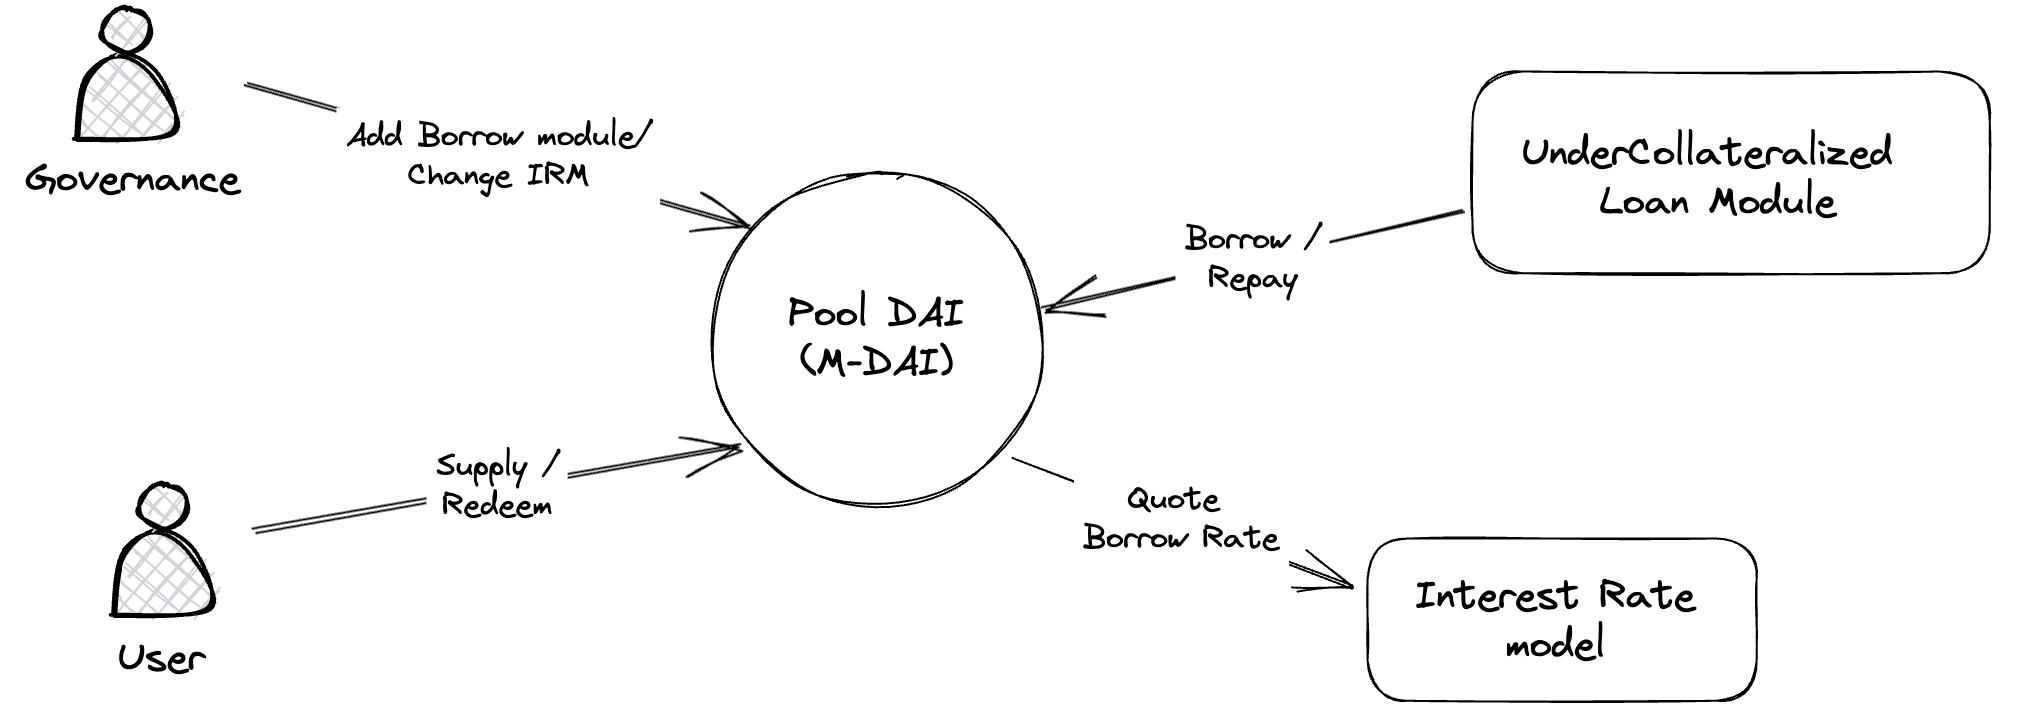 Governance
Add Borrow module/
Change IRM
UnderCollateralized
Loan Module
Borrow /
Repay
Pool DAI
(M-DAI)
Supply /
Redeem
User
Quote
Borrow Rate
Interest Rate
model